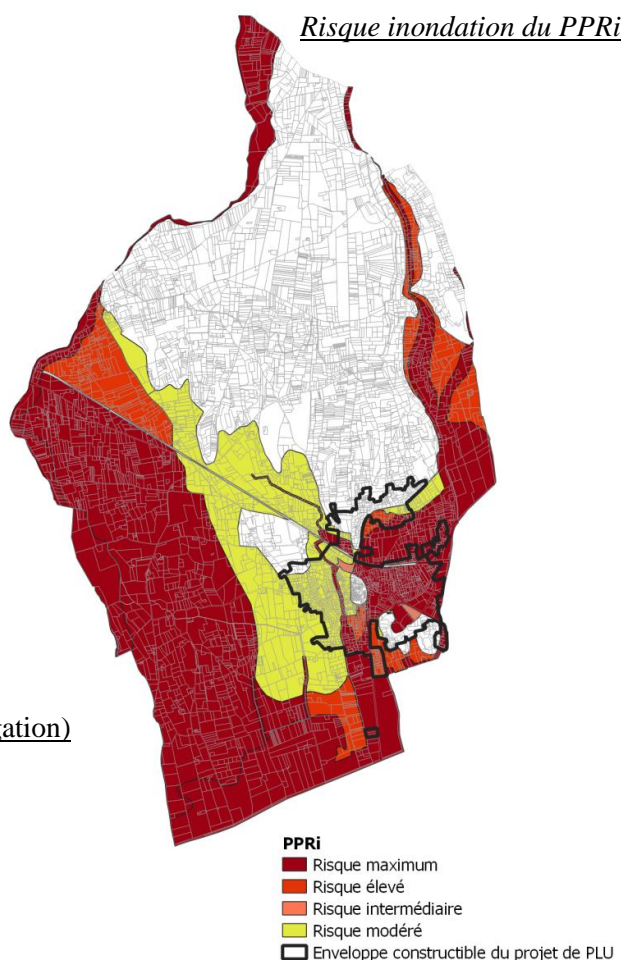 Risque inondation du PPRi
gation)
PPRi
Risque maximum
Risque élevé
Risque intermédiaire
Risque modéré
Enveloppe constructible du projet de PLU